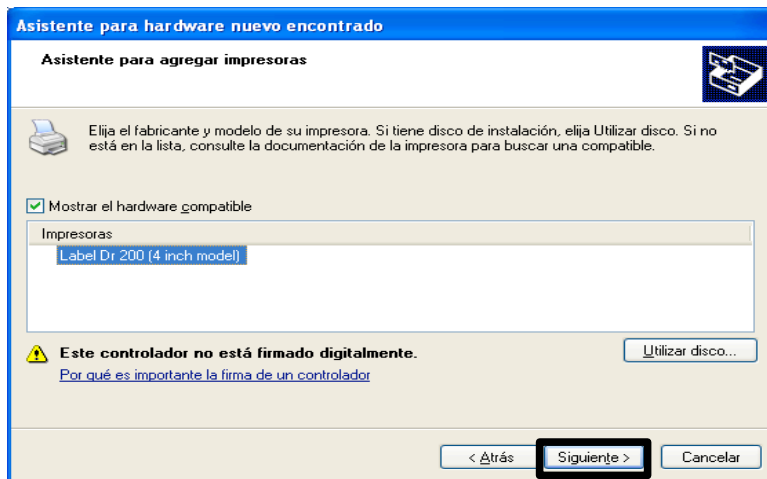 Asistente para hardware nuevo encontrado
Asistente para agregar impresoras
Elija el fabricante y modelo de su impresora. Si tiene disco de instalación, elija Utilizar disco. Si no
está en la lista, consulte la documentación de la impresora para buscar una compatible.
Mostrar el hardware compatible
Impresoras
Label Dr 200 (4 inch model)
Este controlador no está firmado digitalmente.
Utilizar disco...
Por qué es importante la firma de un controlador
< Atrás
Siguiente >
Cancelar